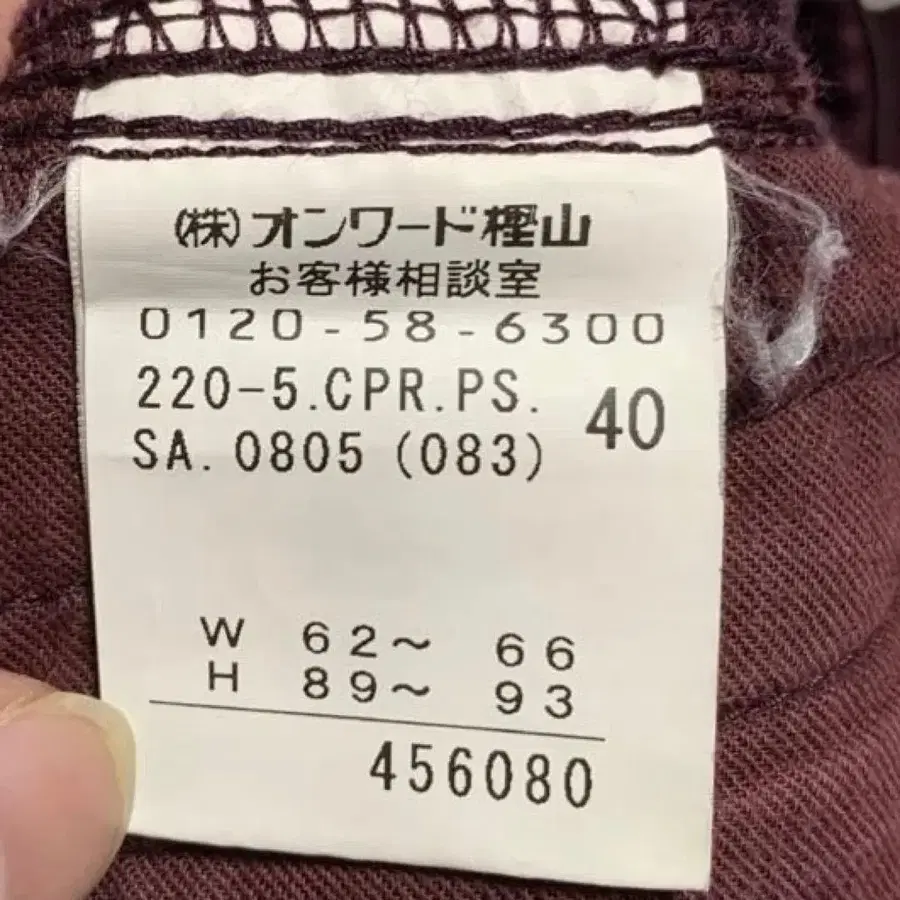 (株)オンワード樫山
お客様相談室
0120-58-6300
220-5.CPR.PS.
SA.0805(083)
40
W 62~ 66
H 89~ 93
456080